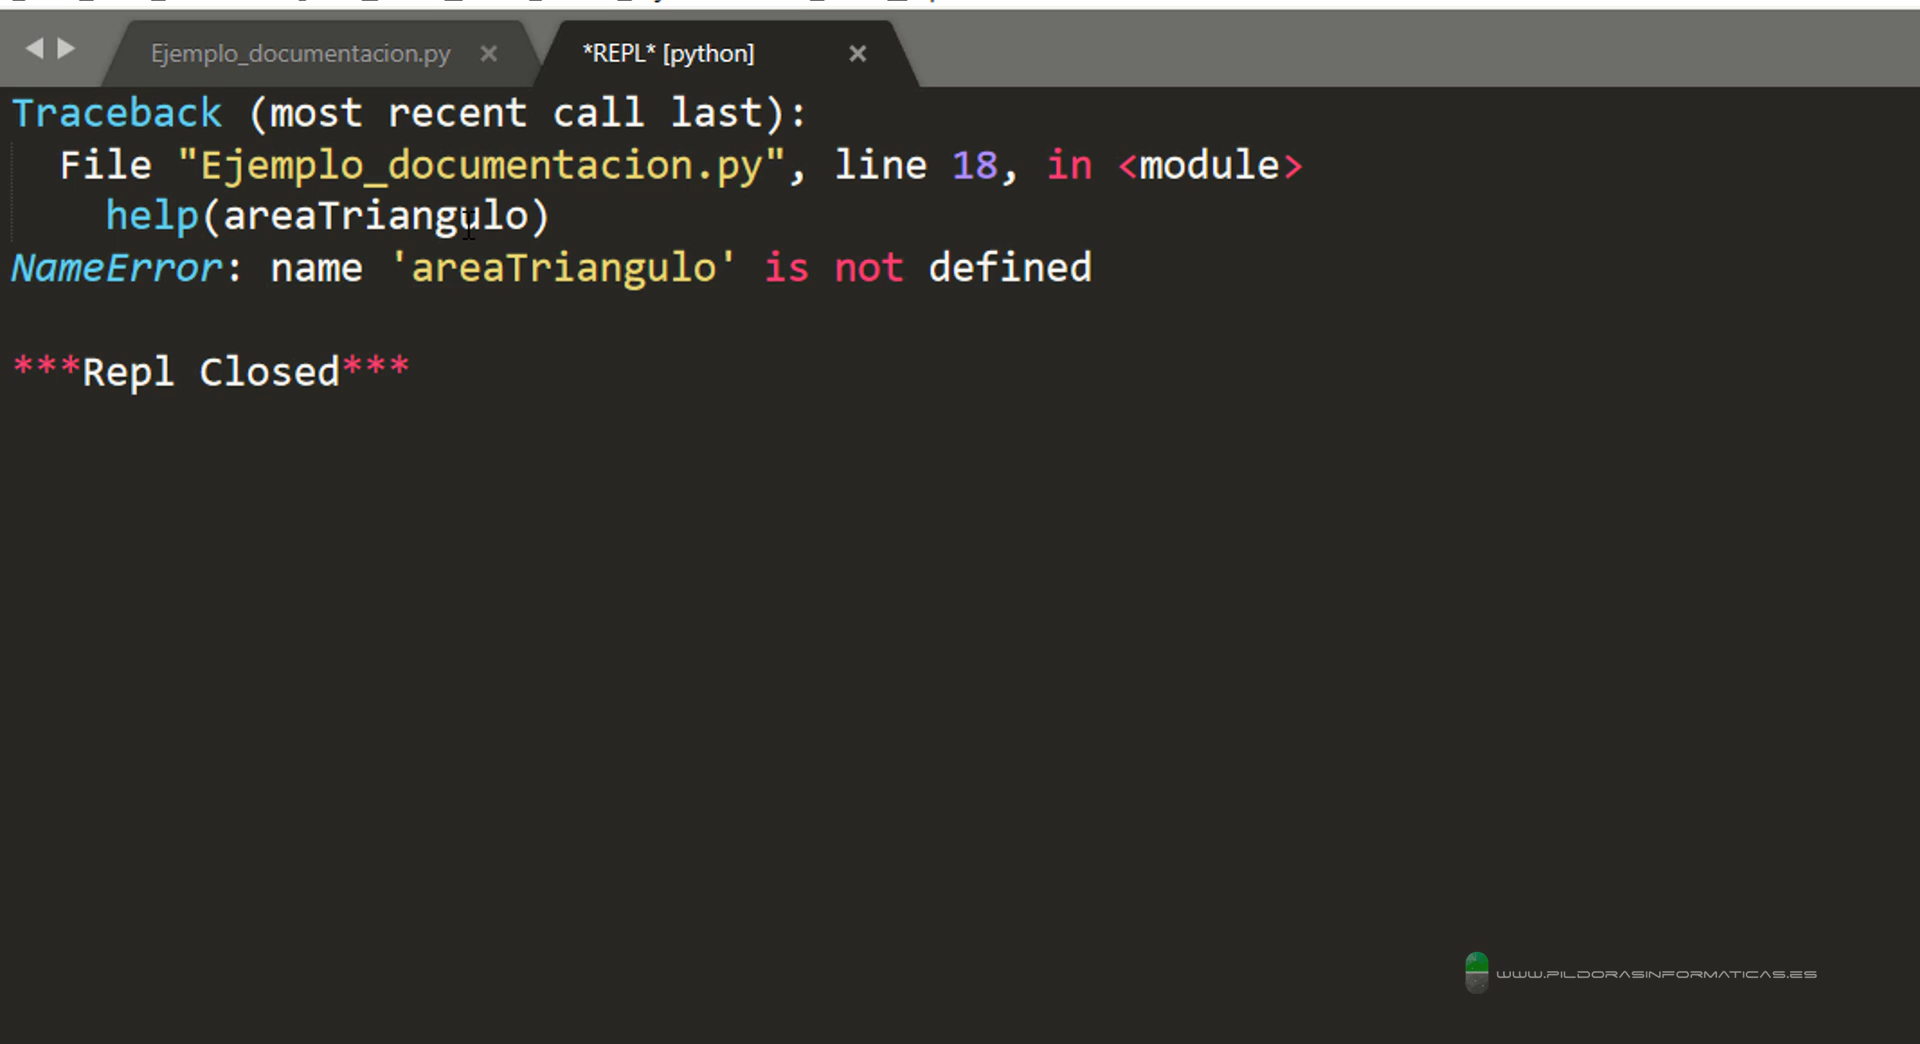 Ejemplo_documentacion.py ×   *REPL* [python] ×
Traceback (most recent call last):
  File "Ejemplo_documentacion.py", line 18, in <module>
    help(areaTriangulo)
NameError: name 'areaTriangulo' is not defined
***Repl Closed***
WWW.PILDORASINFORMATICAS.ES